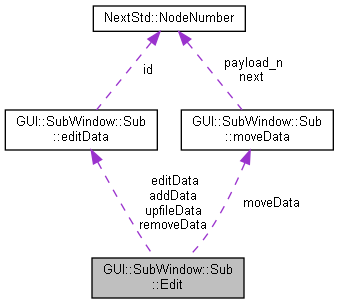 NextStd::NodeNumber
id
payload_n
next
GUI::SubWindow::Sub
::editData
GUI::SubWindow::Sub
::moveData
editData
addData
upfileData
removeData
moveData
GUI::SubWindow::Sub
::Edit